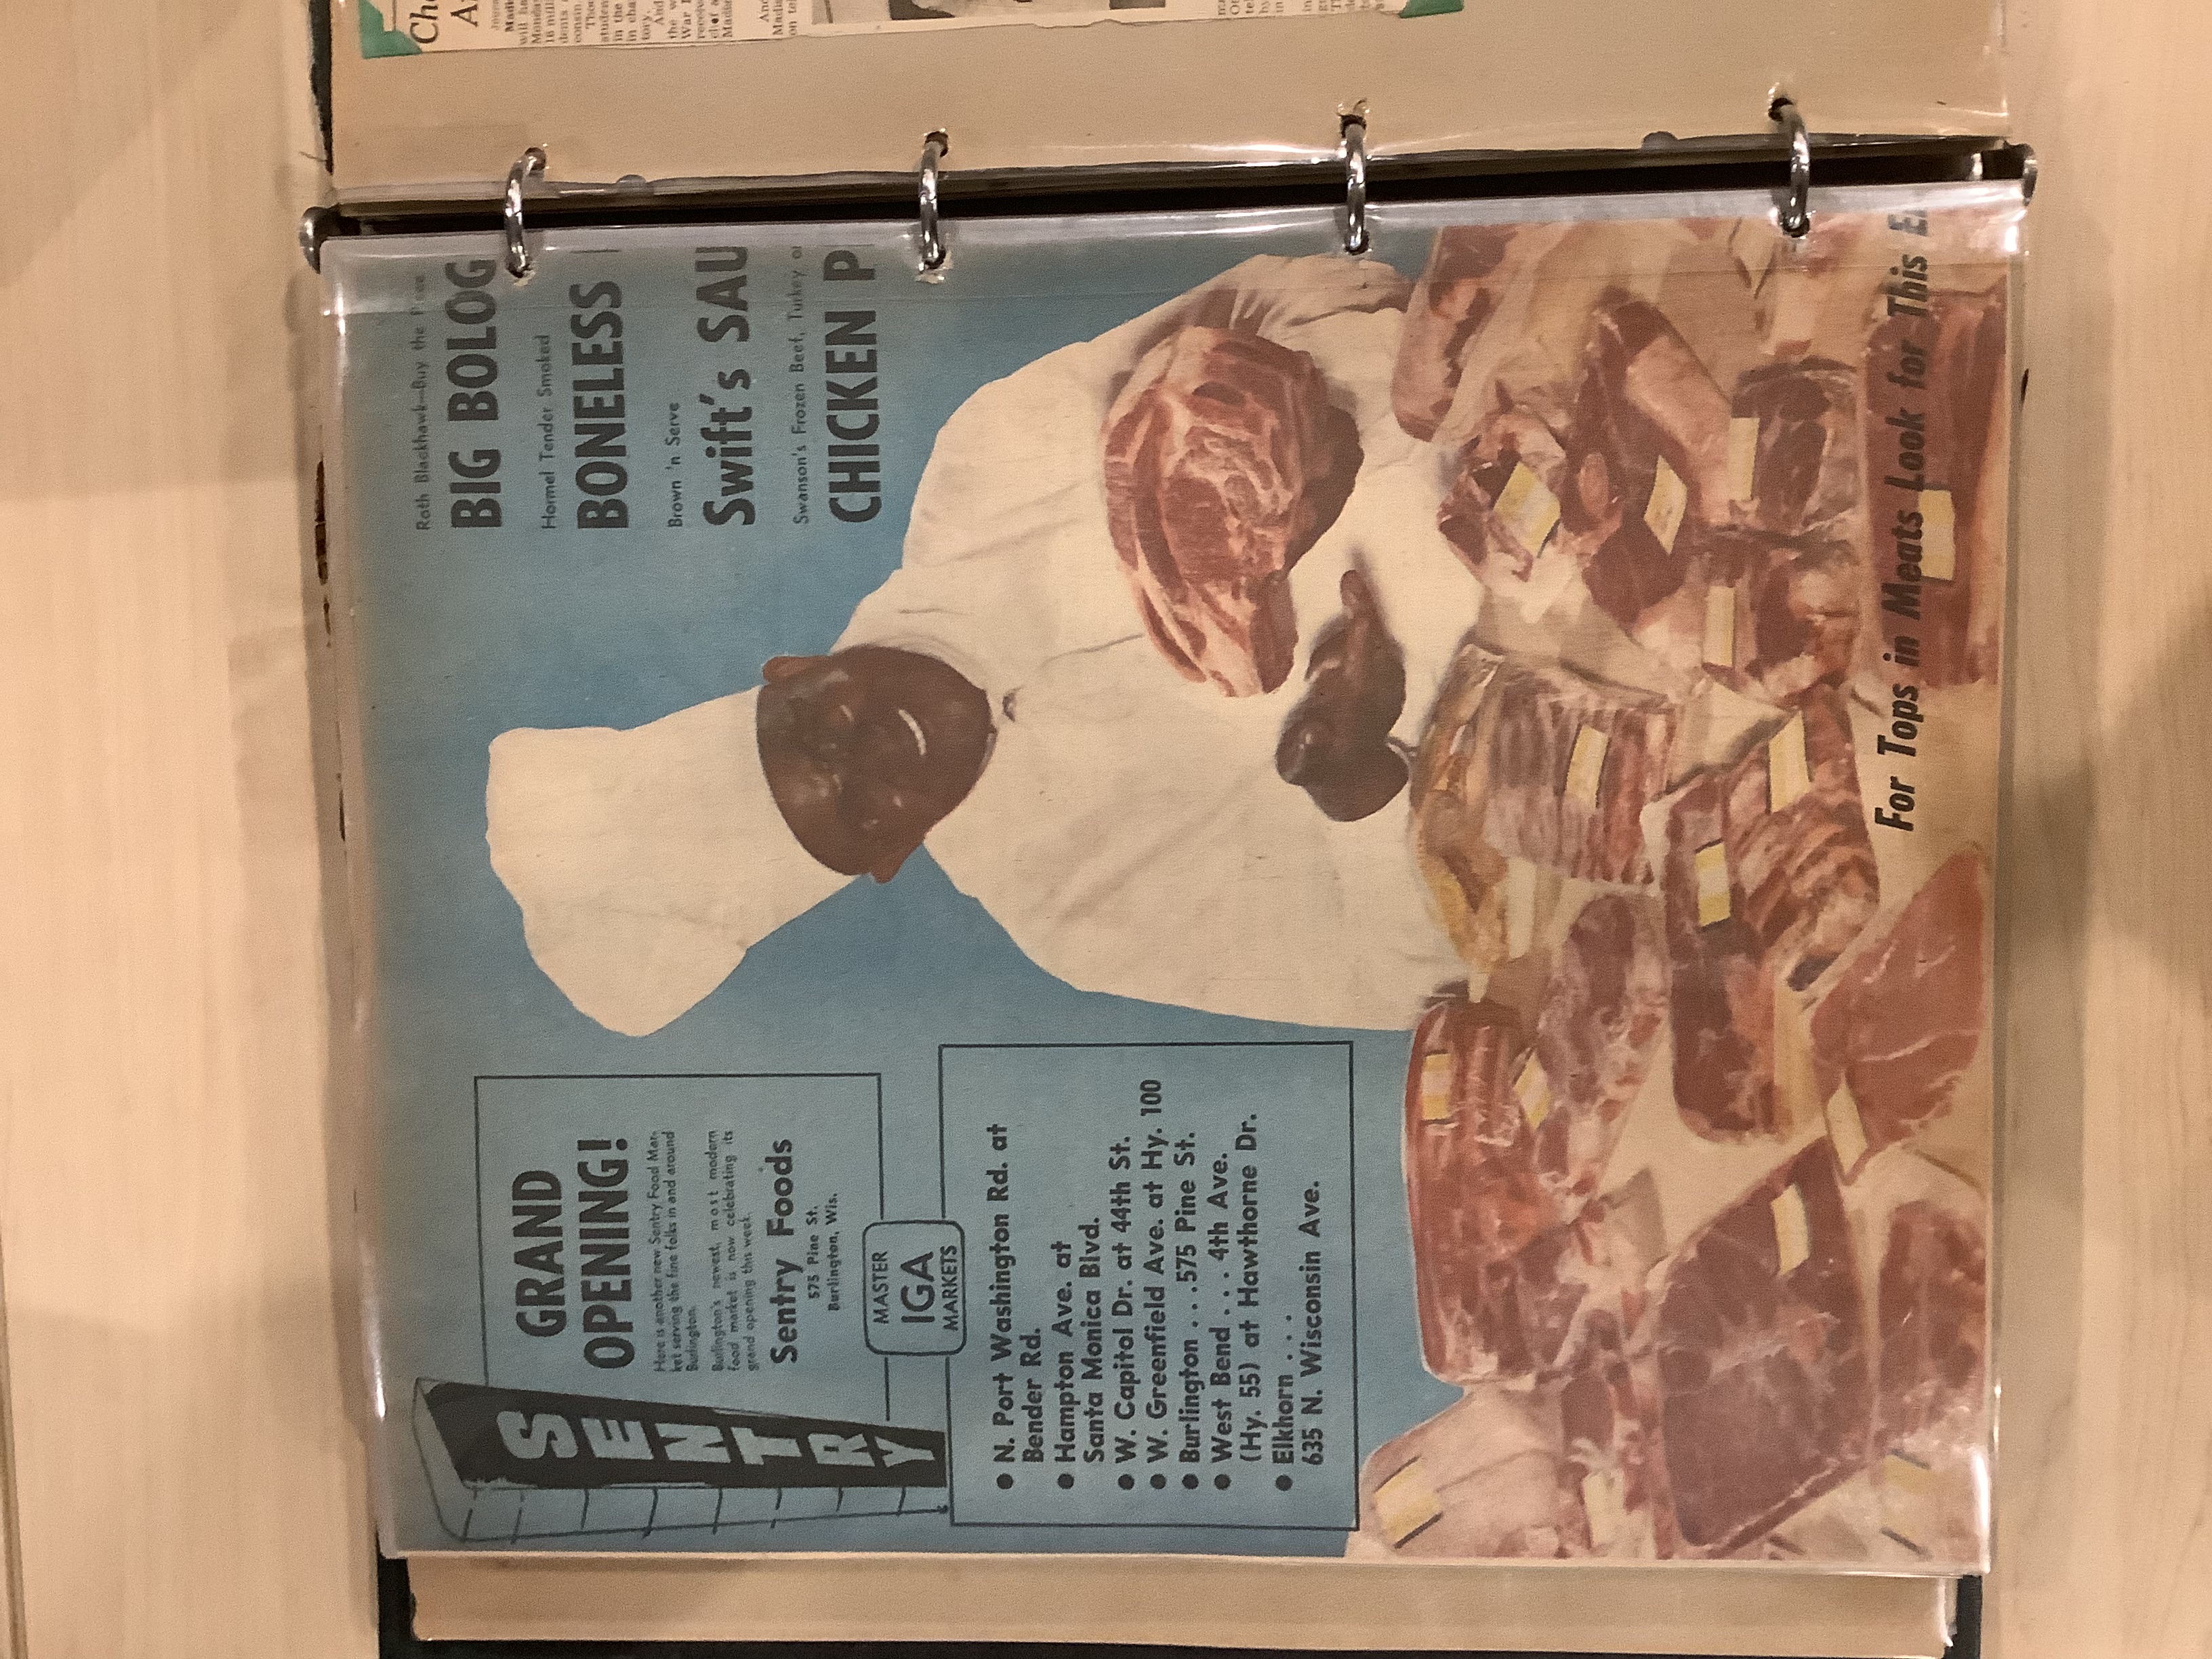 SENTRY
GRAND
OPENING!
Here is another new Sentry Food Mar-
ket serving the fine folks in and around
Burlington.
Burlington's newest, most modern
food market is now celebrating its
grand opening this week.
Sentry Foods
575 Pine St.
Burlington, Wis.
MASTER
IGA
MARKETS
● N. Port Washington Rd. at
Bender Rd.
● Hampton Ave. at
Santa Monica Blvd.
● W. Capitol Dr. at 44th St.
● W. Greenfield Ave. at Hy. 100
● Burlington . . . 575 Pine St.
● West Bend . . . . 4th Ave.
(Hy. 55) at Hawthorne Dr.
● Elkhorn . . . .
635 N. Wisconsin Ave.
Rath Blackhawk—Buy the Piece
BIG BOLOG
Hormel Tender Smoked
BONELESS
Brown 'n Serve
Swift's SAU
Swanson's Frozen Beef, Turkey or
CHICKEN P
For Tops in Meats Look for This E